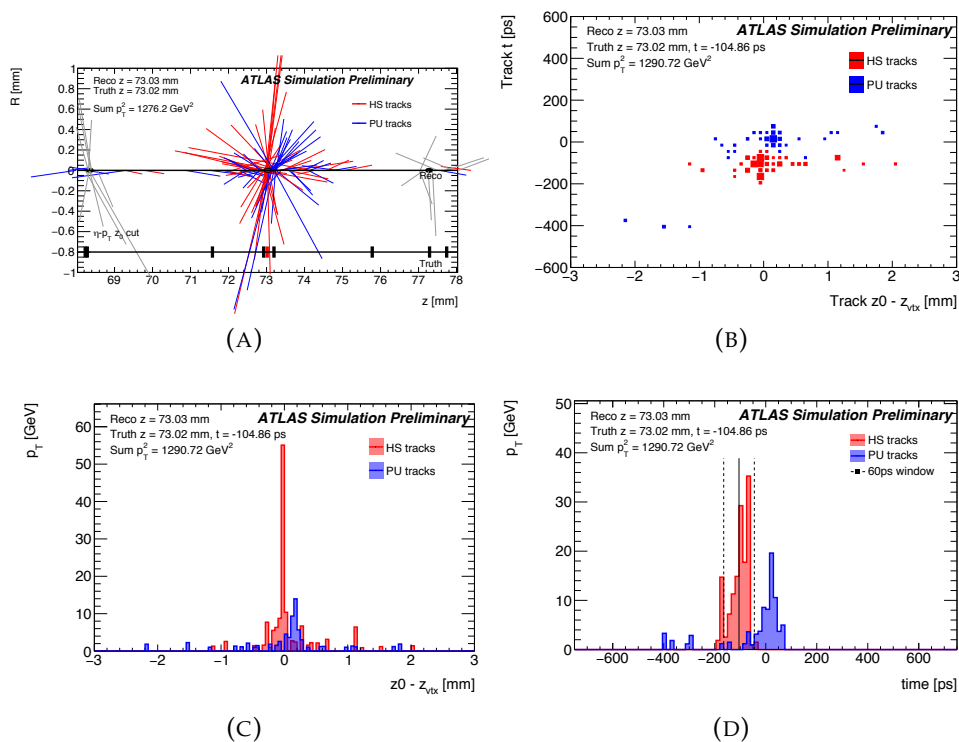 ATLAS Simulation Preliminary
Reco z = 73.03 mm
Truth z = 73.02 mm
Sum p_T^2 = 1276.2 GeV^2
HS tracks
PU tracks
R [mm]
1
0.8
0.6
0.4
0.2
0
−0.2
−0.4
−0.6
−0.8
−1
Reco
η-p_T z_0 cut
Truth
69 70 71 72 73 74 75 76 77 78
z [mm]
(A)
Track t [ps]
600
400
200
0
−200
−400
−600
ATLAS Simulation Preliminary
Reco z = 73.03 mm
Truth z = 73.02 mm, t = -104.86 ps
Sum p_T^2 = 1290.72 GeV^2
HS tracks
PU tracks
−3 −2 −1 0 1 2 3
Track z0 - z_vtx [mm]
(B)
p_T [GeV]
60
50
40
30
20
10
0
ATLAS Simulation Preliminary
Reco z = 73.03 mm
Truth z = 73.02 mm, t = -104.86 ps
Sum p_T^2 = 1290.72 GeV^2
HS tracks
PU tracks
−3 −2 −1 0 1 2 3
z0 - z_vtx [mm]
(C)
p_T [GeV]
50
40
30
20
10
0
ATLAS Simulation Preliminary
Reco z = 73.03 mm
Truth z = 73.02 mm, t = -104.86 ps
Sum p_T^2 = 1290.72 GeV^2
HS tracks
PU tracks
60ps window
−600 −400 −200 0 200 400 600
time [ps]
(D)